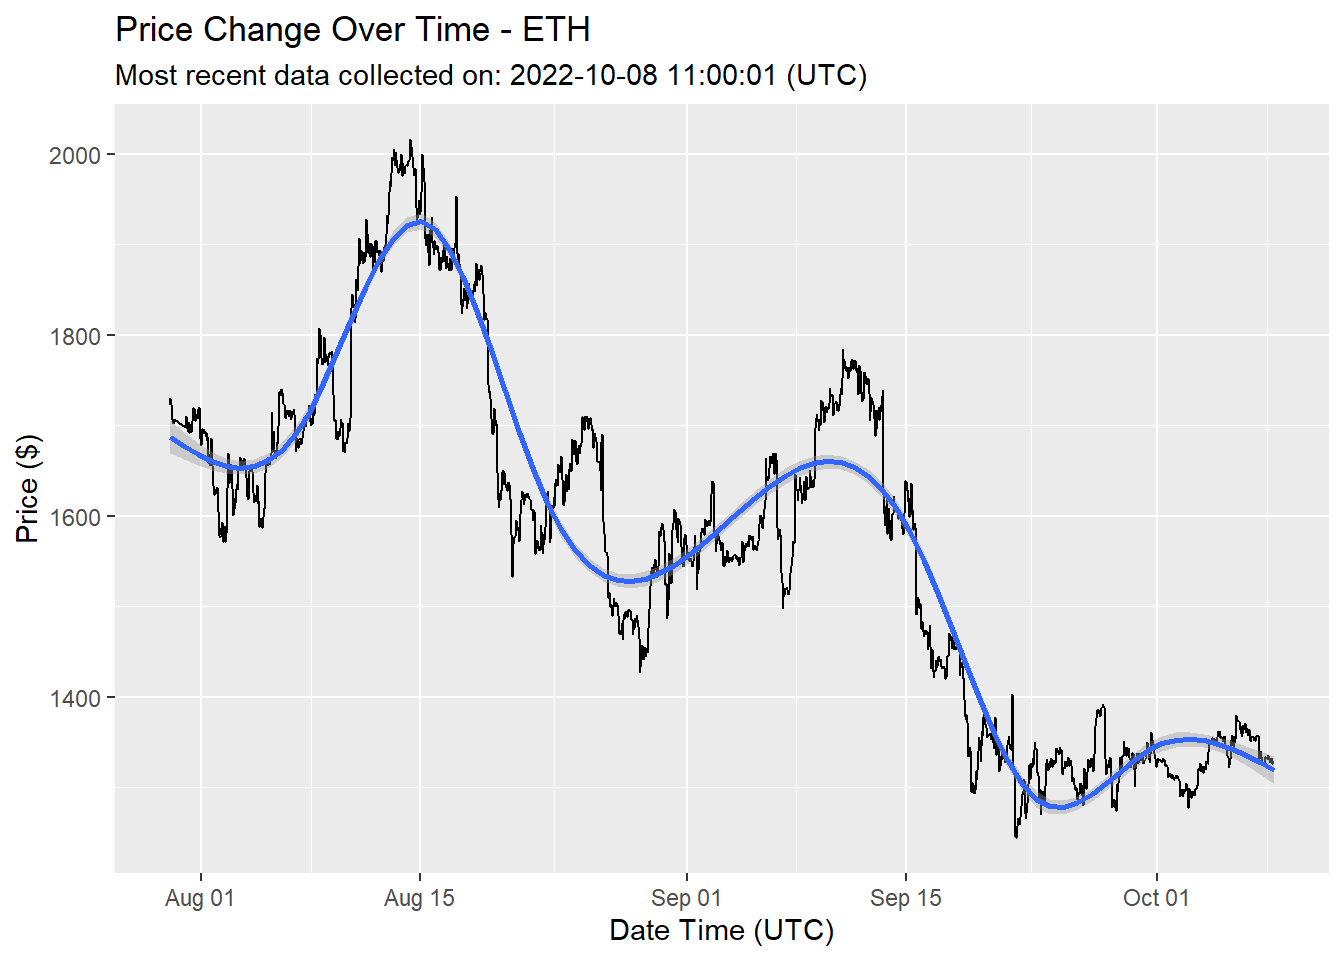 Price Change Over Time - ETH
Most recent data collected on: 2022-10-08 11:00:01 (UTC)
2000
1800
1600
1400
Price ($)
Aug 01
Aug 15
Sep 01
Sep 15
Oct 01
Date Time (UTC)